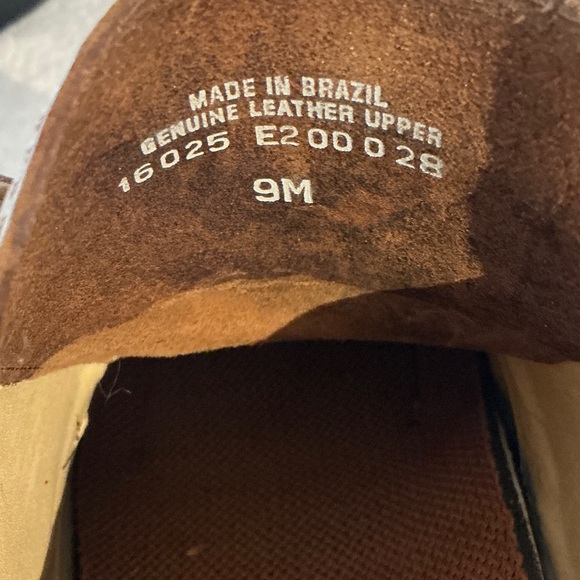 MADE IN BRAZIL
GENUINE LEATHER UPPER
16025 E200028
9M